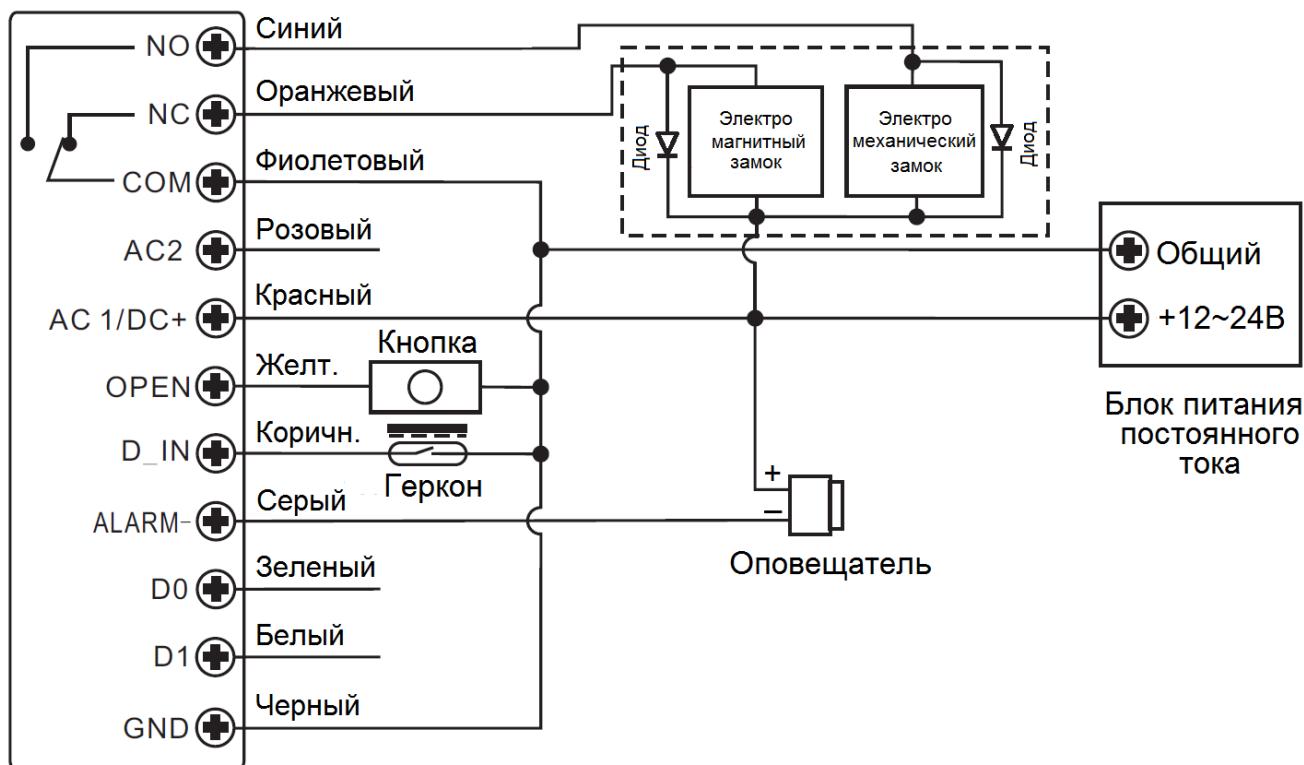 NO
Синий
NC
Оранжевый
COM
Фиолетовый
AC2
Розовый
AC 1/DC+
Красный
OPEN
Желт.
Кнопка
D_IN
Коричн.
Геркон
ALARM-
Серый
D0
Зеленый
D1
Белый
GND
Черный
Диод
Электро
магнитный
замок
Электро
механический
замок
Диод
Общий
+12~24В
Блок питания
постоянного
тока
+
–
Оповещатель